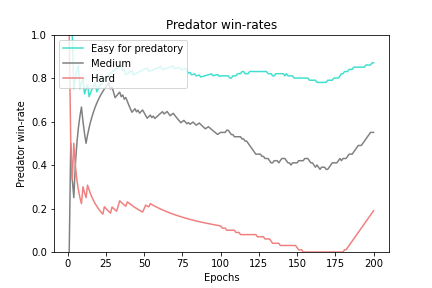 Predator win-rates
Easy for predatory
Medium
Hard
Predator win-rate
1.0
0.8
0.6
0.4
0.2
0.0
0 25 50 75 100 125 150 175 200
Epochs